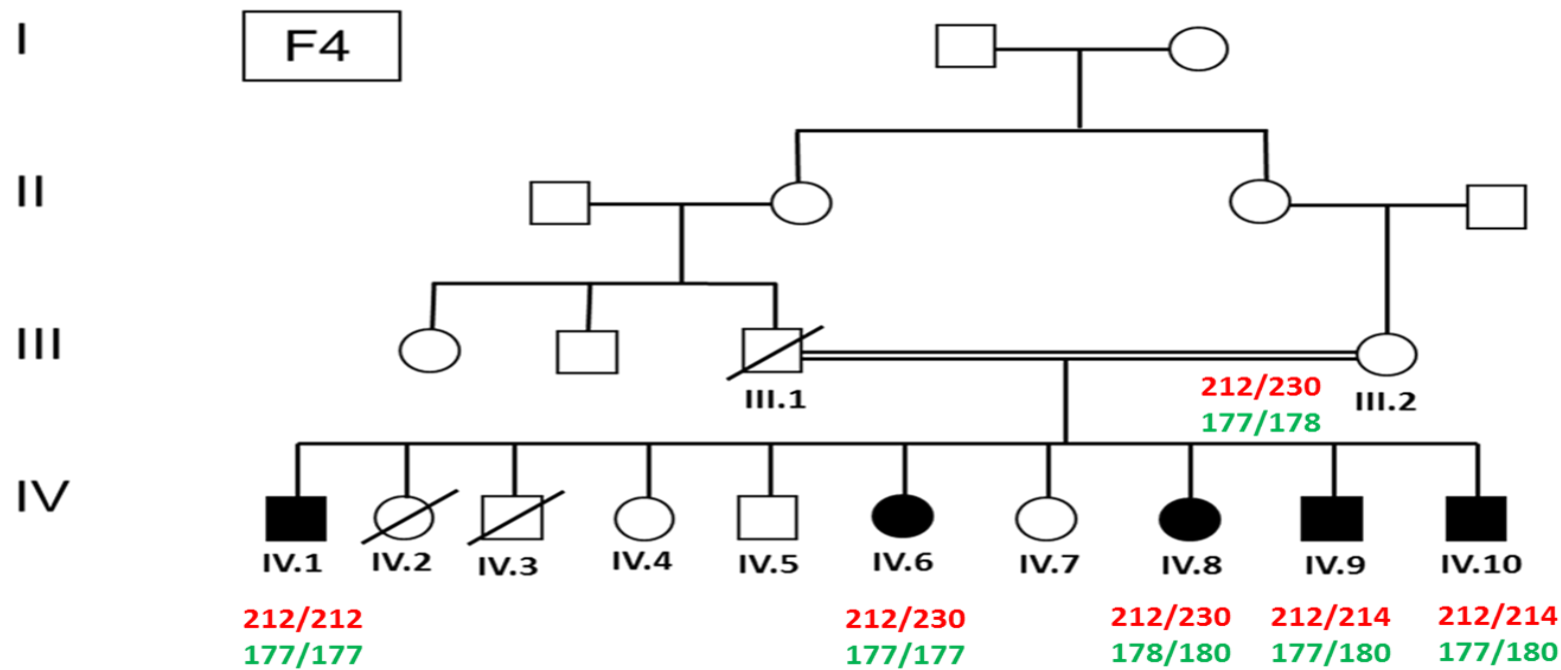 I
F4
II
III
III.1
212/230
177/178
III.2
IV
IV.1
IV.2
IV.3
IV.4
IV.5
IV.6
IV.7
IV.8
IV.9
IV.10
212/212
212/230
212/230
212/214
212/214
177/177
177/177
178/180
177/180
177/180